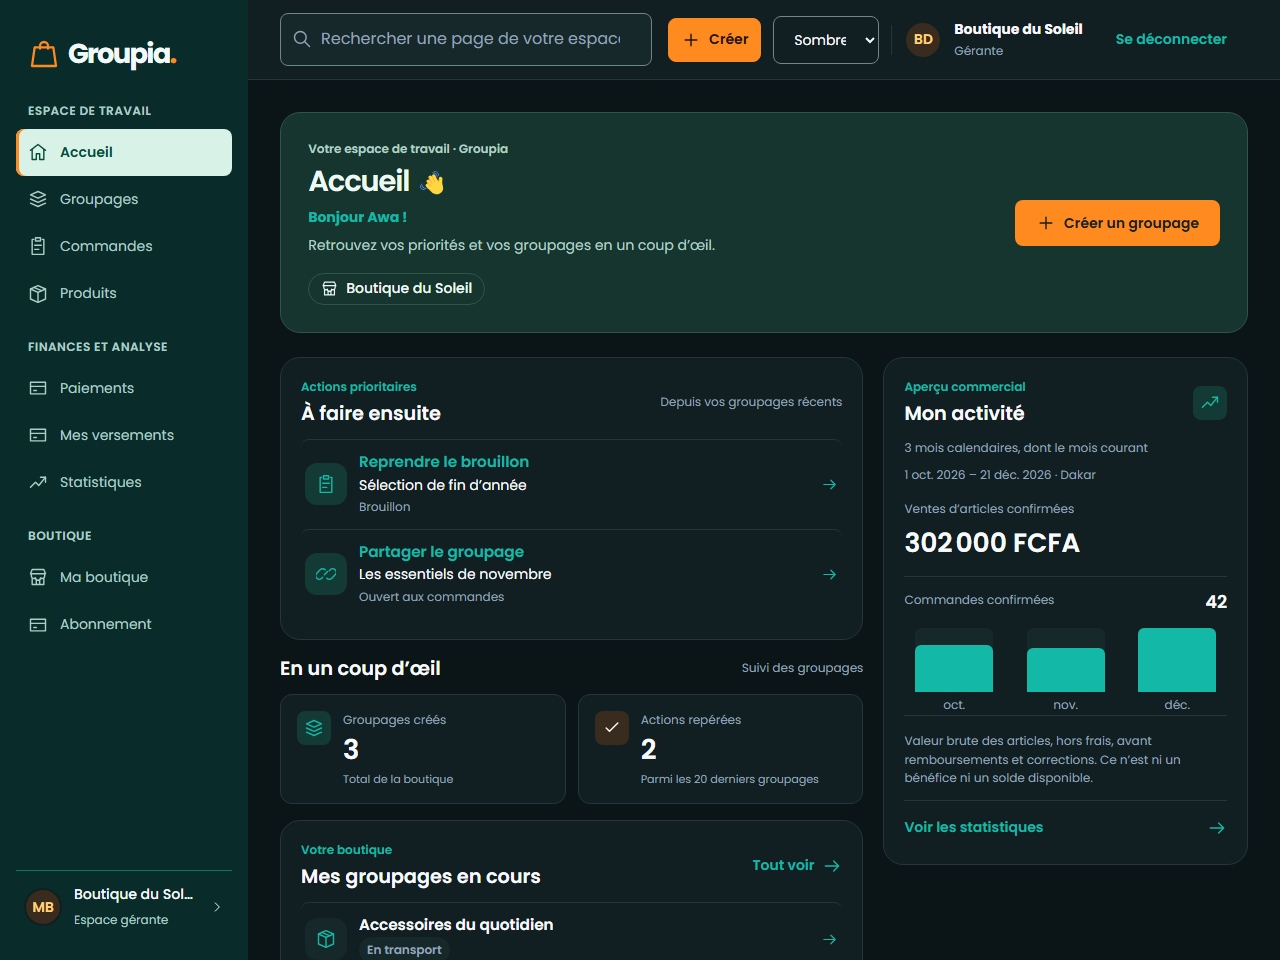 Groupia.
ESPACE DE TRAVAIL
Accueil
Groupages
Commandes
Produits
FINANCES ET ANALYSE
Paiements
Mes versements
Statistiques
BOUTIQUE
Ma boutique
Abonnement
MB
Boutique du Sol...
Espace gérante
Rechercher une page de votre espac
Créer
Sombre
BD
Boutique du Soleil
Gérante
Se déconnecter
Votre espace de travail · Groupia
Accueil 👋
Bonjour Awa !
Retrouvez vos priorités et vos groupages en un coup d’œil.
Boutique du Soleil
Créer un groupage
Actions prioritaires
À faire ensuite
Depuis vos groupages récents
Reprendre le brouillon
Sélection de fin d’année
Brouillon
Partager le groupage
Les essentiels de novembre
Ouvert aux commandes
En un coup d’œil
Suivi des groupages
Groupages créés
3
Total de la boutique
Actions repérées
2
Parmi les 20 derniers groupages
Votre boutique
Mes groupages en cours
Tout voir
Accessoires du quotidien
En transport
Aperçu commercial
Mon activité
3 mois calendaires, dont le mois courant
1 oct. 2026 – 21 déc. 2026 · Dakar
Ventes d’articles confirmées
302 000 FCFA
Commandes confirmées
42
oct.
nov.
déc.
Valeur brute des articles, hors frais, avant
remboursements et corrections. Ce n’est ni un
bénéfice ni un solde disponible.
Voir les statistiques